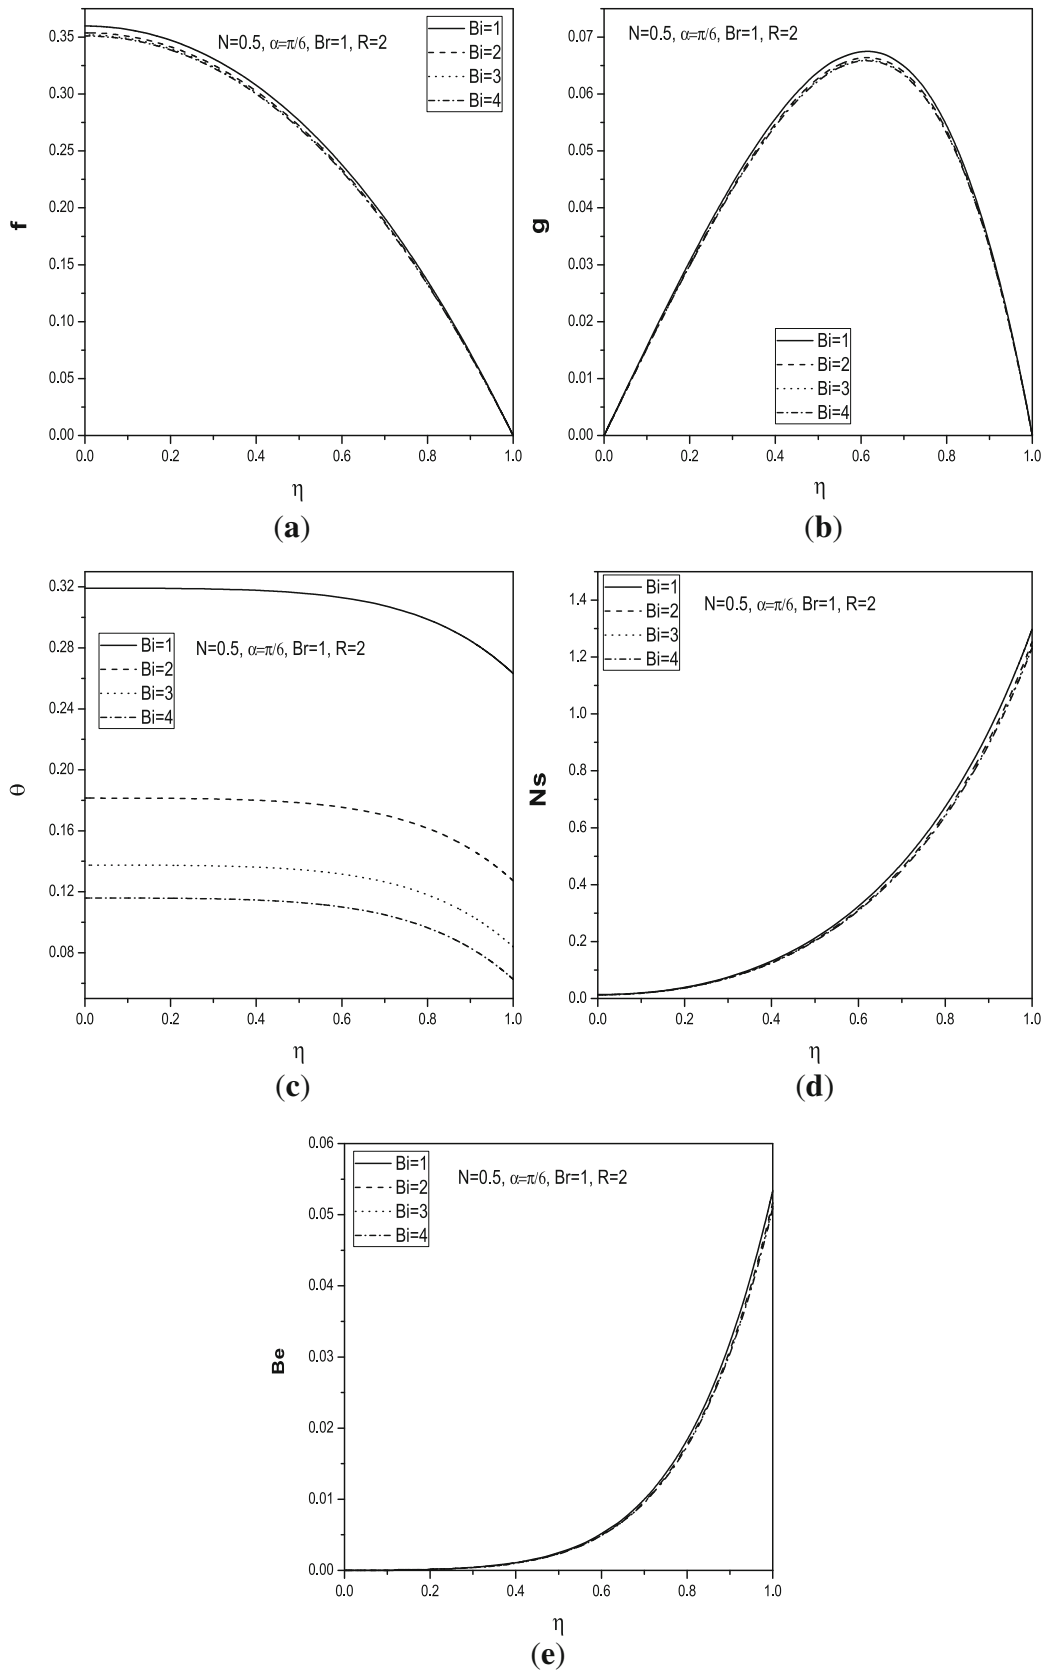 0.35
0.30
0.25
0.20
0.15
0.10
0.05
0.00
f
N=0.5, α=π/6, Br=1, R=2
Bi=1
Bi=2
Bi=3
Bi=4
0.0 0.2 0.4 0.6 0.8 1.0
η
(a)
0.07
0.06
0.05
0.04
0.03
0.02
0.01
0.00
g
N=0.5, α=π/6, Br=1, R=2
Bi=1
Bi=2
Bi=3
Bi=4
0.0 0.2 0.4 0.6 0.8 1.0
η
(b)
0.32
0.28
0.24
0.20
0.16
0.12
0.08
θ
Bi=1
Bi=2
Bi=3
Bi=4
N=0.5, α=π/6, Br=1, R=2
0.0 0.2 0.4 0.6 0.8 1.0
η
(c)
1.4
1.2
1.0
0.8
0.6
0.4
0.2
0.0
Ns
Bi=1
Bi=2
Bi=3
Bi=4
N=0.5, α=π/6, Br=1, R=2
0.0 0.2 0.4 0.6 0.8 1.0
η
(d)
0.06
0.05
0.04
0.03
0.02
0.01
0.00
Be
Bi=1
Bi=2
Bi=3
Bi=4
N=0.5, α=π/6, Br=1, R=2
0.0 0.2 0.4 0.6 0.8 1.0
η
(e)